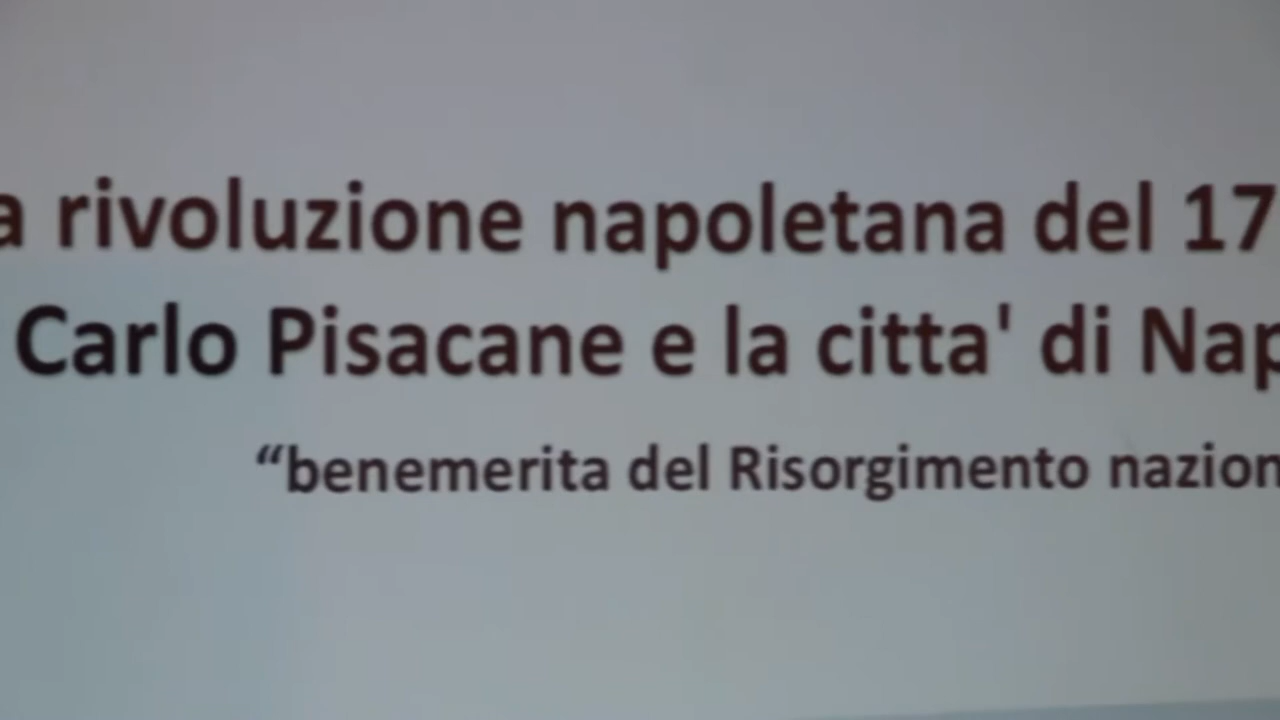 a rivoluzione napoletana del 17
Carlo Pisacane e la citta' di Nap
“benemerita del Risorgimento nazion